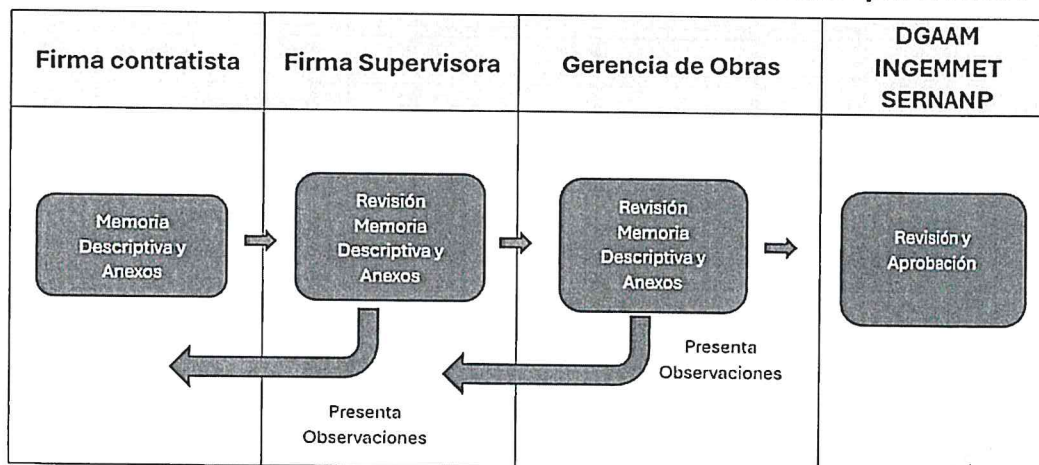 Firma contratista
Firma Supervisora
Gerencia de Obras
DGAAM
INGEMMET
SERNANP
Memoria
Descriptiva y
Anexos
Revisión
Memoria
Descriptiva y
Anexos
Revisión
Memoria
Descriptiva y
Anexos
Revisión y
Aprobación
Presenta
Observaciones
Presenta
Observaciones